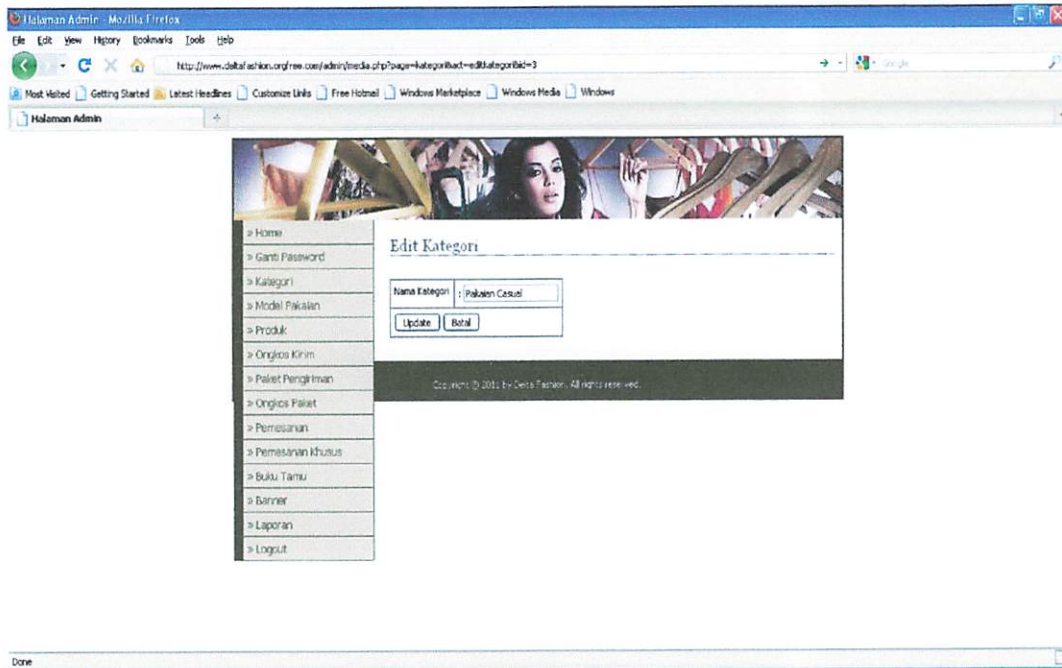 Halaman Admin - Mozilla Firefox
File Edit View History Bookmarks Tools Help
http://www.deltafashion.orgfree.com/admin/media.php?page=kategori&act=editkategori&id=3
Google
Most Visited Getting Started Latest Headlines Customize Links Free Hotmail Windows Marketplace Windows Media Windows
Halaman Admin
» Home
» Ganti Password
» Kategori
» Model Pakaian
» Produk
» Ongkos Kirim
» Paket Pengiriman
» Ongkos Paket
» Pemesanan
» Pemesanan Khusus
» Buku Tamu
» Banner
» Laporan
» Logout
Edit Kategori
Nama Kategori : Pakaian Casual
Update Batal
Copyright © 2011 by Delta Fashion. All rights reserved.
Done